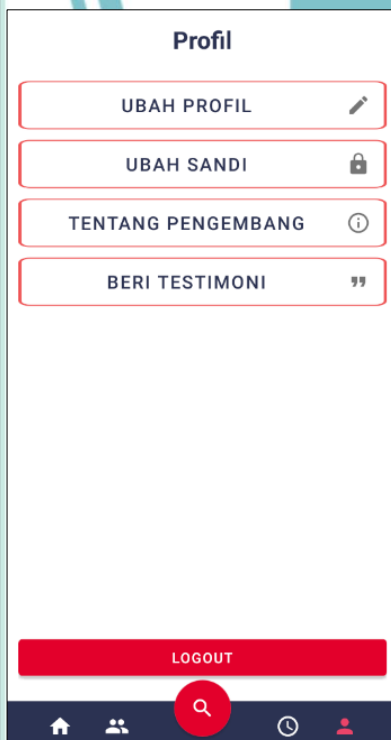 Profil
UBAH PROFIL
UBAH SANDI
TENTANG PENGEMBANG
BERI TESTIMONI
LOGOUT